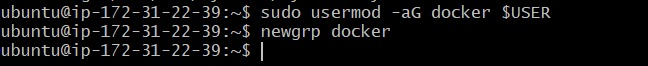 ubuntu@ip-172-31-22-39:~$ sudo usermod -aG docker $USER
ubuntu@ip-172-31-22-39:~$ newgrp docker
ubuntu@ip-172-31-22-39:~$